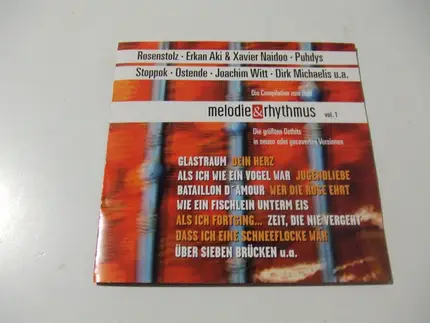 Rosenstolz · Erkan Aki & Xavier Naidoo · Puhdys
Stoppok · Ostende · Joachim Witt · Dirk Michaelis u.a.
Die Compilation zum Heft
melodie&rhythmus vol. 1
Die größten Osthits
in neuen oder gecoverten Versionen
GLASTRAUM DEIN HERZ
ALS ICH WIE EIN VOGEL WAR JUGENDLIEBE
BATAILLON D´AMOUR WER DIE ROSE EHRT
WIE EIN FISCHLEIN UNTERM EIS
ALS ICH FORTGING... ZEIT, DIE NIE VERGEHT
DASS ICH EINE SCHNEEFLOCKE WÄR
ÜBER SIEBEN BRÜCKEN u.a.